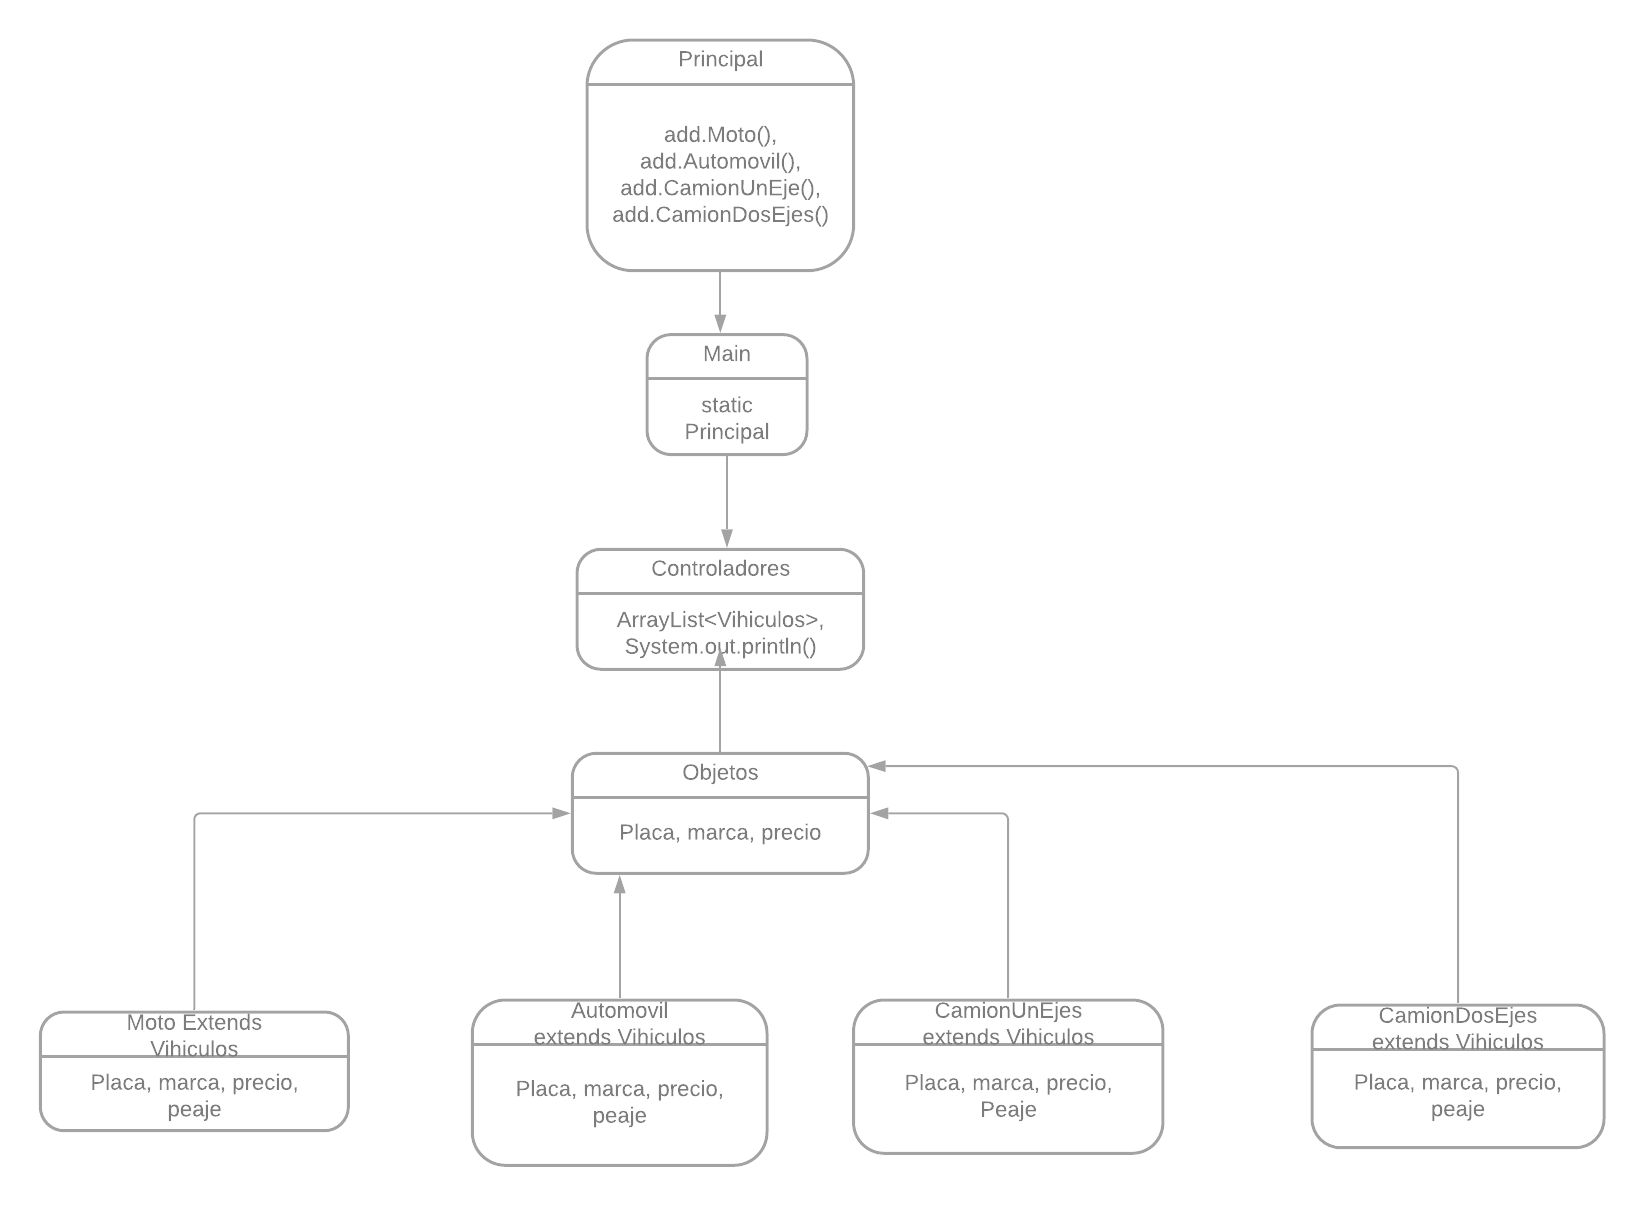 Principal
add.Moto(),
add.Automovil(),
add.CamionUnEje(),
add.CamionDosEjes()
Main
static
Principal
Controladores
ArrayList<Vihiculos>,
System.out.println()
Objetos
Placa, marca, precio
Moto Extends
Vihiculos
Placa, marca, precio,
peaje
Automovil
extends Vihiculos
Placa, marca, precio,
peaje
CamionUnEjes
extends Vihiculos
Placa, marca, precio,
Peaje
CamionDosEjes
extends Vihiculos
Placa, marca, precio,
peaje